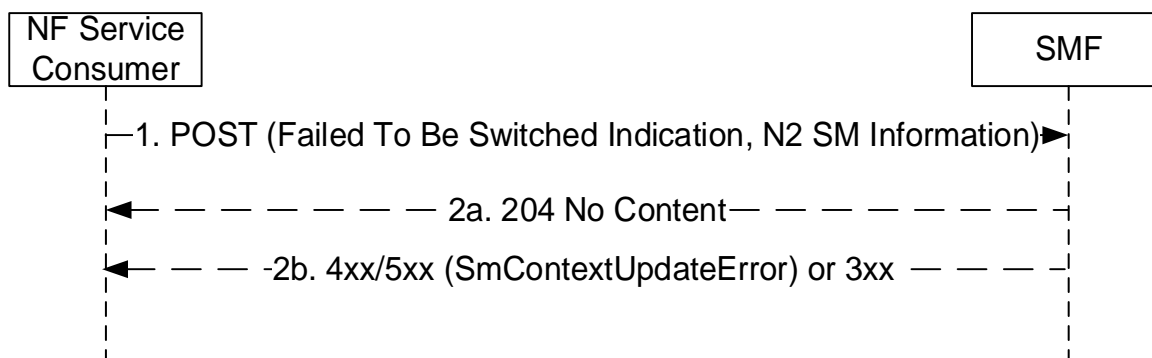 NF Service
Consumer
SMF
1. POST (Failed To Be Switched Indication, N2 SM Information)
2a. 204 No Content
2b. 4xx/5xx (SmContextUpdateError) or 3xx